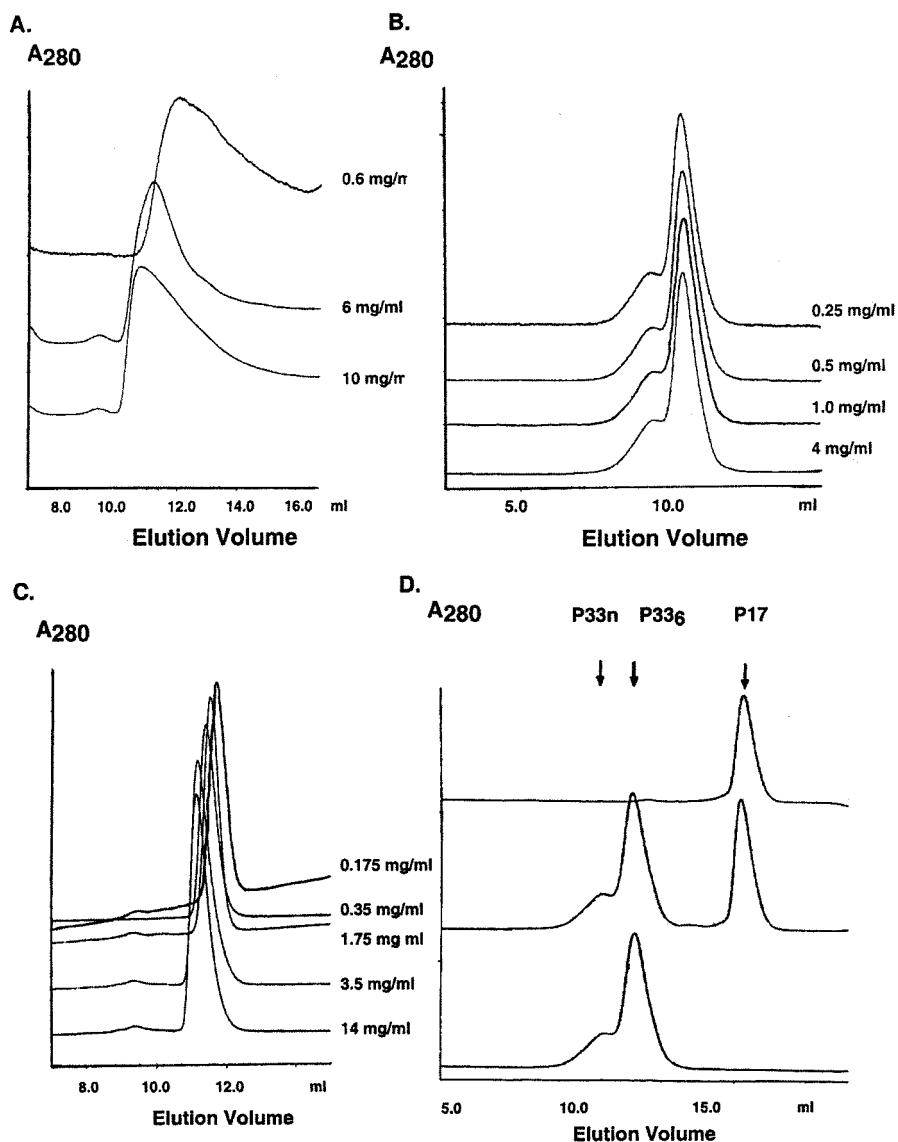 A.
A280
0.6 mg/m
6 mg/ml
10 mg/m
8.0 10.0 12.0 14.0 16.0 ml
Elution Volume
B.
A280
0.25 mg/ml
0.5 mg/ml
1.0 mg/ml
4 mg/ml
5.0 10.0 ml
Elution Volume
C.
A280
0.175 mg/ml
0.35 mg/ml
1.75 mg ml
3.5 mg/ml
14 mg/ml
8.0 10.0 12.0 ml
Elution Volume
D.
A280 P33n P336 P17
5.0 10.0 15.0 ml
Elution Volume